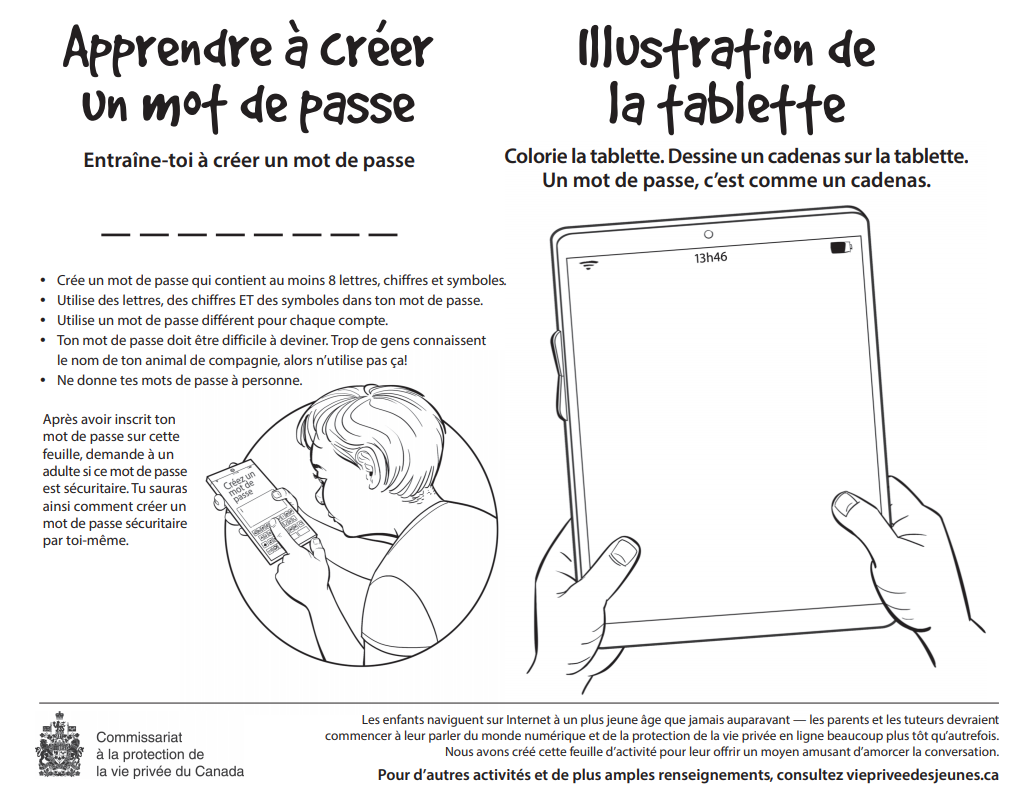 Apprendre à créer
un mot de passe
Entraîne-toi à créer un mot de passe
• Crée un mot de passe qui contient au moins 8 lettres, chiffres et symboles.
• Utilise des lettres, des chiffres ET des symboles dans ton mot de passe.
• Utilise un mot de passe différent pour chaque compte.
• Ton mot de passe doit être difficile à deviner. Trop de gens connaissent
le nom de ton animal de compagnie, alors n’utilise pas ça!
• Ne donne tes mots de passe à personne.
Après avoir inscrit ton
mot de passe sur cette
feuille, demande à un
adulte si ce mot de passe
est sécuritaire. Tu sauras
ainsi comment créer un
mot de passe sécuritaire
par toi-même.
Créez un
mot de
passe
Illustration de
la tablette
Colorie la tablette. Dessine un cadenas sur la tablette.
Un mot de passe, c’est comme un cadenas.
13h46
Commissariat
à la protection de
la vie privée du Canada
Les enfants naviguent sur Internet à un plus jeune âge que jamais auparavant — les parents et les tuteurs devraient
commencer à leur parler du monde numérique et de la protection de la vie privée en ligne beaucoup plus tôt qu’autrefois.
Nous avons créé cette feuille d’activité pour leur offrir un moyen amusant d’amorcer la conversation.
Pour d’autres activités et de plus amples renseignements, consultez viepriveedesjeunes.ca